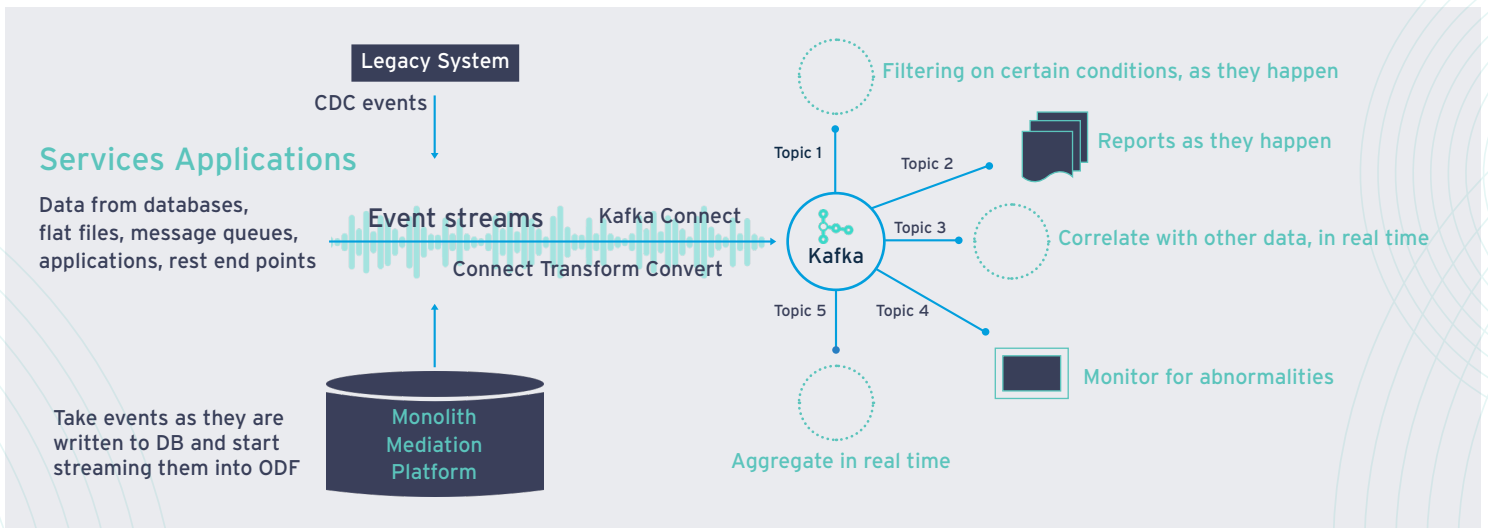 Legacy System
CDC events
Services Applications
Data from databases,
flat files, message queues,
applications, rest end points
Event streams
Kafka Connect
Connect Transform Convert
Take events as they are
written to DB and start
streaming them into ODF
Monolith
Mediation
Platform
Kafka
Topic 1
Filtering on certain conditions, as they happen
Topic 2
Reports as they happen
Topic 3
Correlate with other data, in real time
Topic 4
Monitor for abnormalities
Topic 5
Aggregate in real time